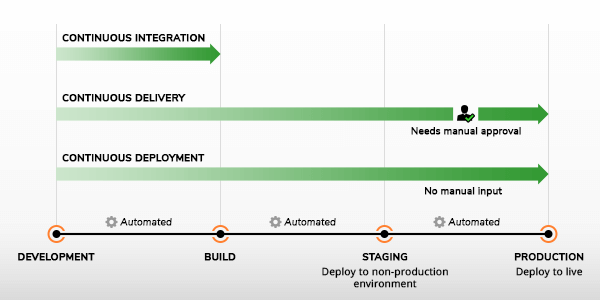 CONTINUOUS INTEGRATION
CONTINUOUS DELIVERY
Needs manual approval
CONTINUOUS DEPLOYMENT
No manual input
Automated
Automated
Automated
DEVELOPMENT
BUILD
STAGING
PRODUCTION
Deploy to non-production
environment
Deploy to live